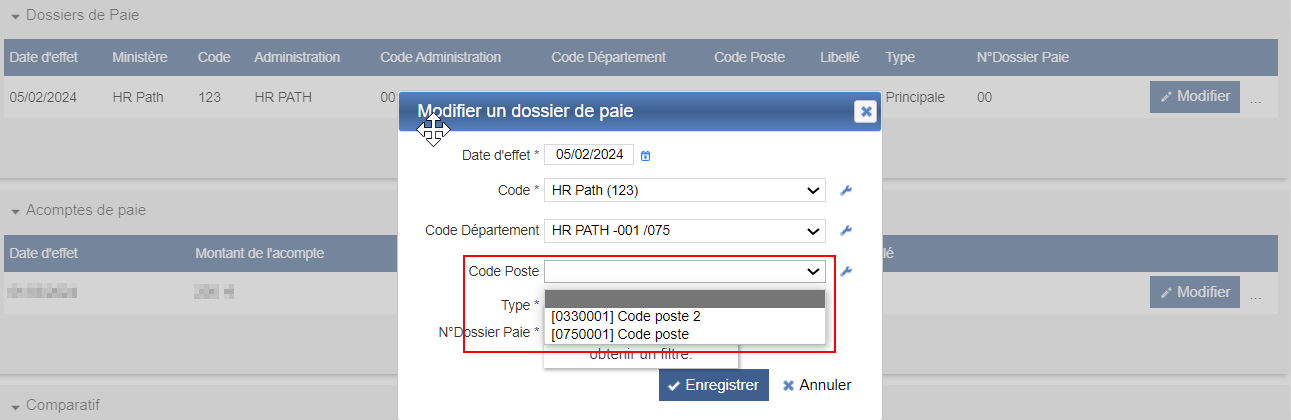 Dossiers de Paie
Date d'effet Ministère Code Administration Code Administration Code Département Code Poste Libellé Type N°Dossier Paie
05/02/2024 HR Path 123 HR PATH 00 Principale 00 Modifier ...
Modifier un dossier de paie
Date d'effet * 05/02/2024
Code * HR Path (123)
Acomptes de paie
Code Département HR PATH -001 /075
Date d'effet Montant de l'acompte lé
Code Poste
Modifier ...
Type *
[0330001] Code poste 2
N°Dossier Paie *
[0750001] Code poste
obtenir un filtre.
Enregistrer Annuler
Comparatif